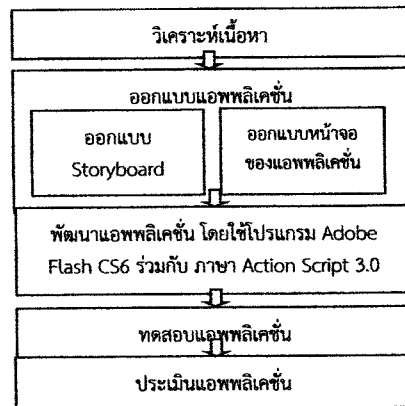 วิเคราะห์เนื้อหา
ออกแบบแอพพลิเคชั่น
ออกแบบ
Storyboard
ออกแบบหน้าจอ
ของแอพพลิเคชั่น
พัฒนาแอพพลิเคชั่น โดยใช้โปรแกรม Adobe
Flash CS6 ร่วมกับ ภาษา Action Script 3.0
ทดสอบแอพพลิเคชั่น
ประเมินแอพพลิเคชั่น